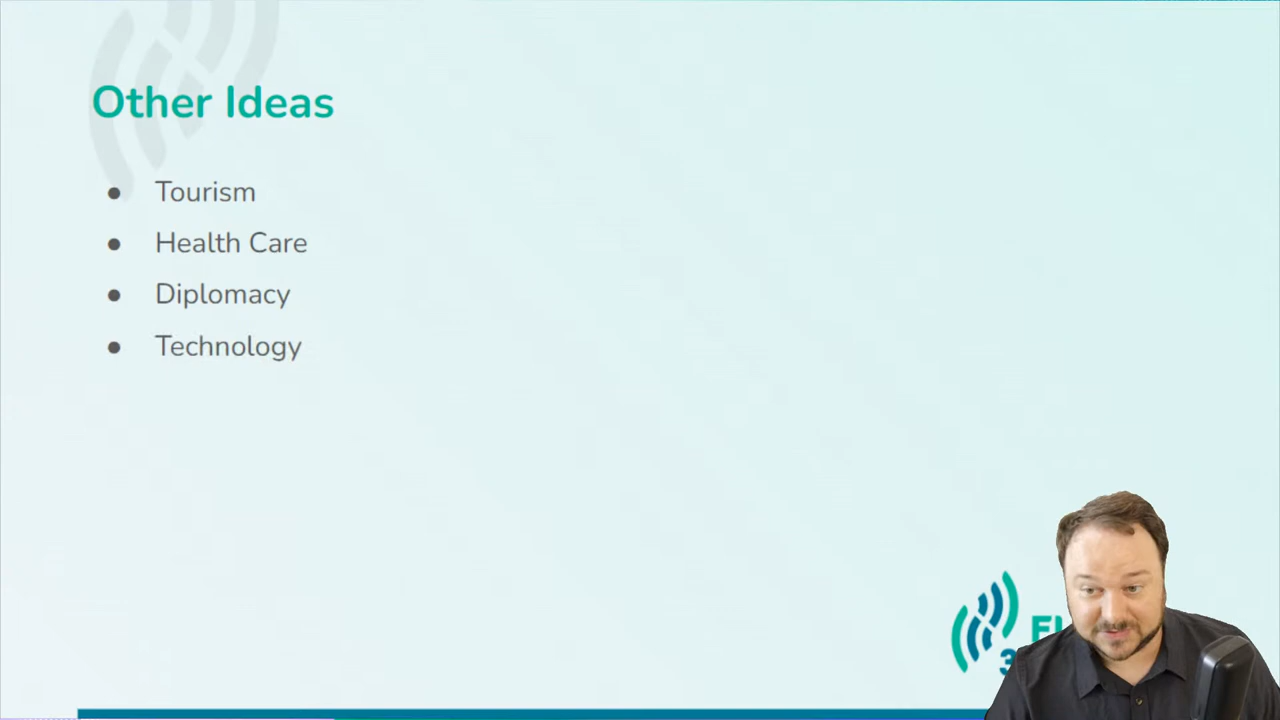 Other Ideas
● Tourism
● Health Care
● Diplomacy
● Technology